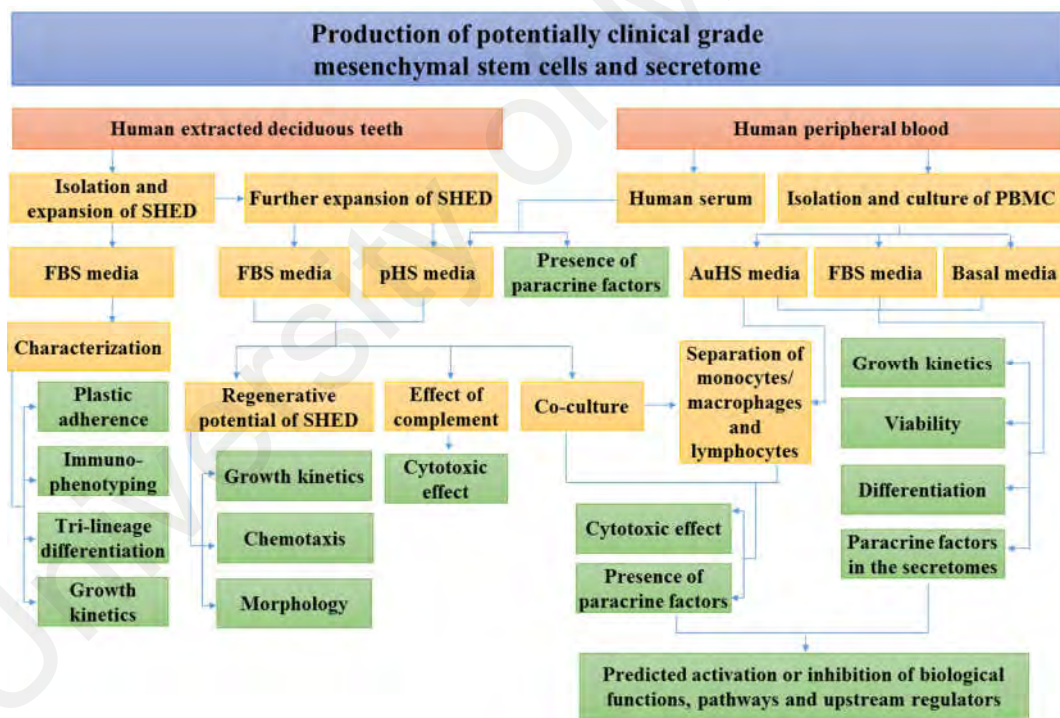 Production of potentially clinical grade
mesenchymal stem cells and secretome
Human extracted deciduous teeth
Human peripheral blood
Isolation and
expansion of SHED
Further expansion of SHED
Human serum
Isolation and culture of PBMC
FBS media
FBS media
pHS media
Presence of
paracrine factors
AuHS media
FBS media
Basal media
Characterization
Plastic
adherence
Immuno-
phenotyping
Tri-lineage
differentiation
Growth
kinetics
Regenerative
potential of SHED
Growth kinetics
Chemotaxis
Morphology
Effect of
complement
Cytotoxic
effect
Co-culture
Separation of
monocytes/
macrophages
and
lymphocytes
Cytotoxic effect
Presence of
paracrine factors
Growth kinetics
Viability
Differentiation
Paracrine factors
in the secretomes
Predicted activation or inhibition of biological
functions, pathways and upstream regulators
University of M